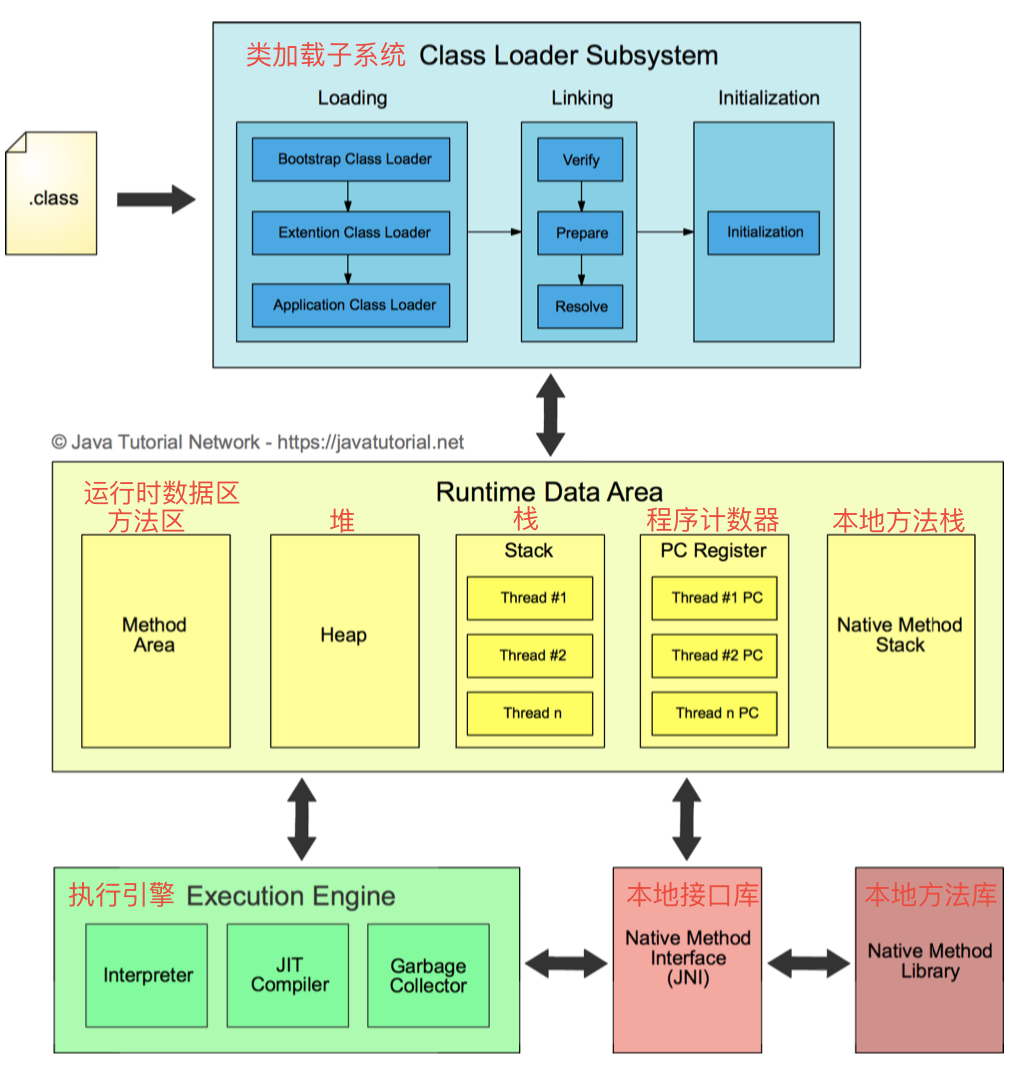 类加载子系统 Class Loader Subsystem
Loading
Linking
Initialization
.class
Bootstrap Class Loader
Extention Class Loader
Application Class Loader
Verify
Prepare
Resolve
Initialization
© Java Tutorial Network - https://javatutorial.net
运行时数据区
Runtime Data Area
方法区
堆
栈
程序计数器
本地方法栈
Method
Area
Heap
Stack
Thread #1
Thread #2
Thread n
PC Register
Thread #1 PC
Thread #2 PC
Thread n PC
Native Method
Stack
执行引擎 Execution Engine
Interpreter
JIT
Compiler
Garbage
Collector
本地接口库
Native Method
Interface
(JNI)
本地方法库
Native Method
Library